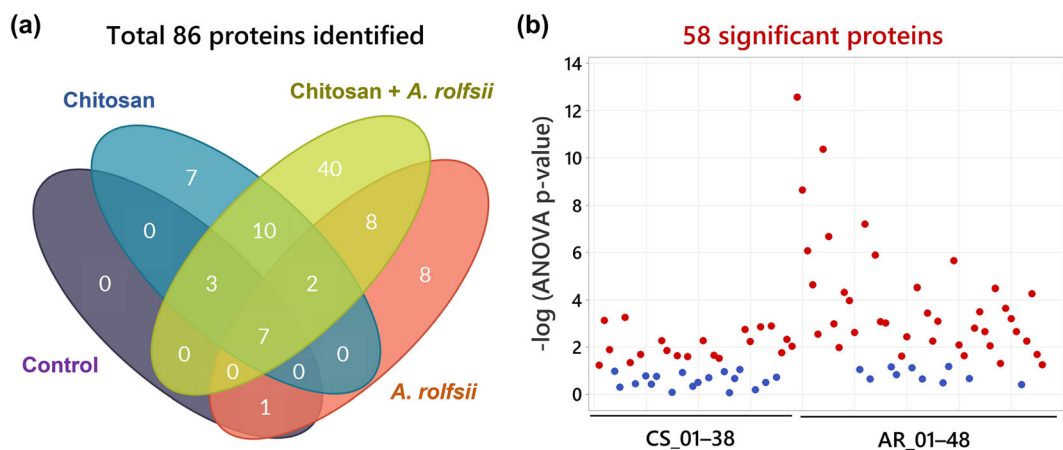 (a)
Total 86 proteins identified
Chitosan
Chitosan + A. rolfsii
Control
A. rolfsii
7
40
0
10
8
0
3
2
8
7
0
0
0
0
1
(b)
58 significant proteins
-log (ANOVA p-value)
14
12
10
8
6
4
2
0
CS_01–38
AR_01–48